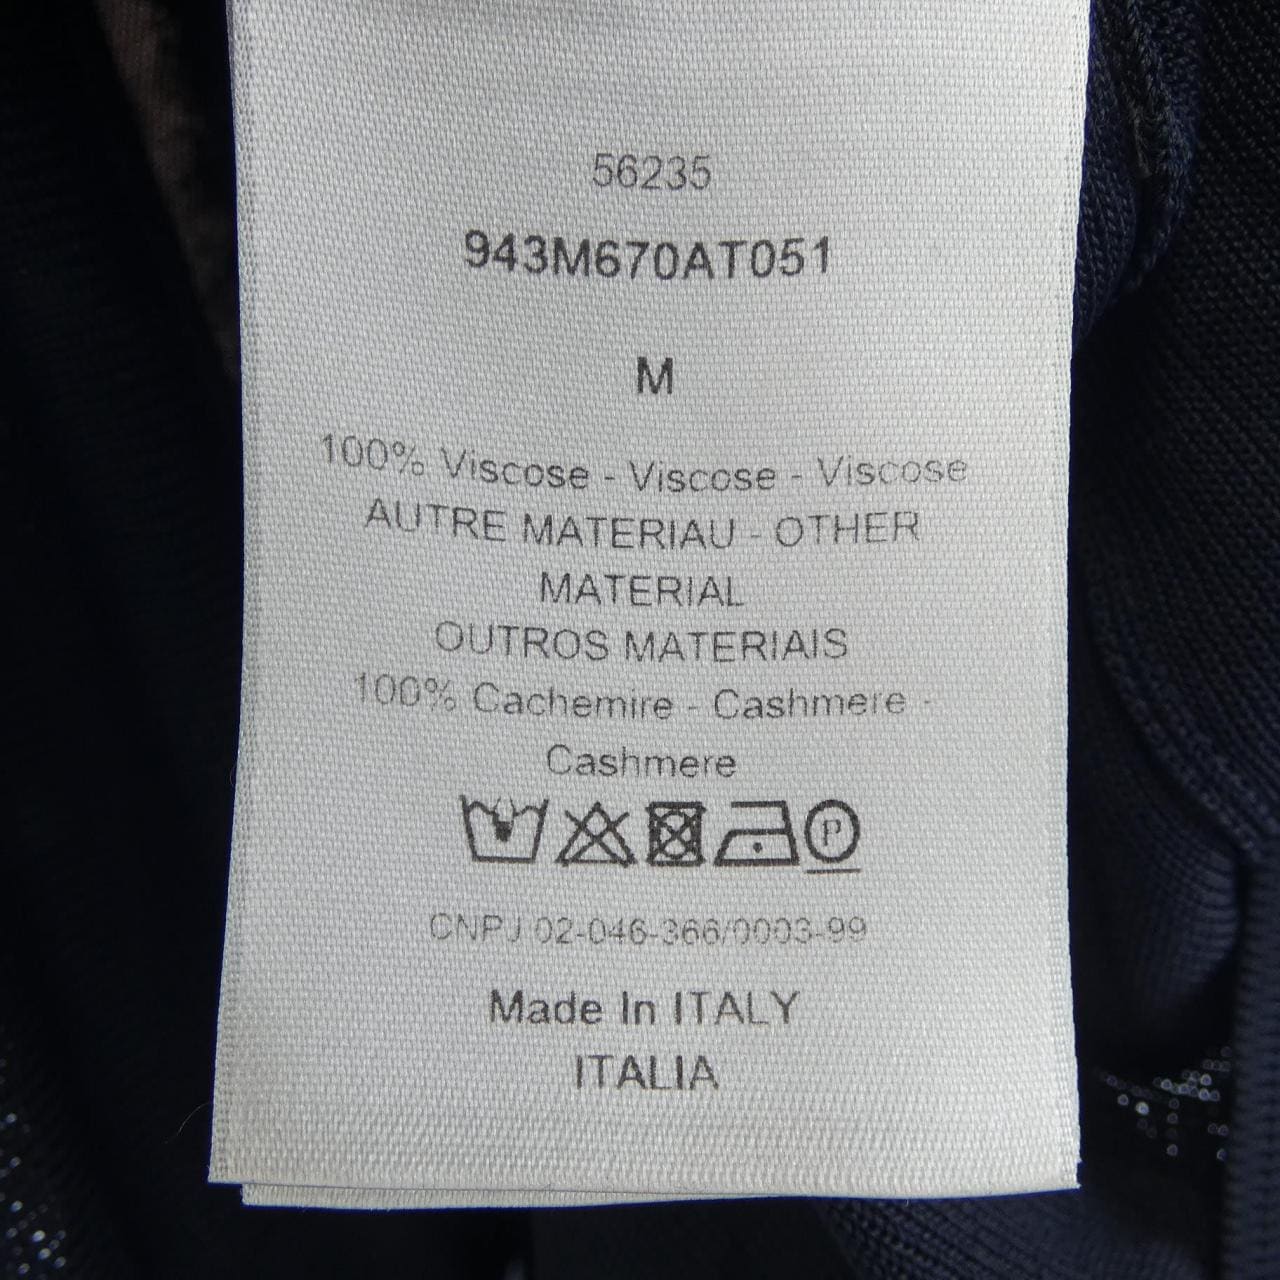 56235
943M670AT051
M
100% Viscose - Viscose - Viscose
AUTRE MATERIAU - OTHER
MATERIAL
OUTROS MATERIAIS
100% Cachemire - Cashmere -
Cashmere
P
CNPJ 02-046-366/0003-99
Made In ITALY
ITALIA